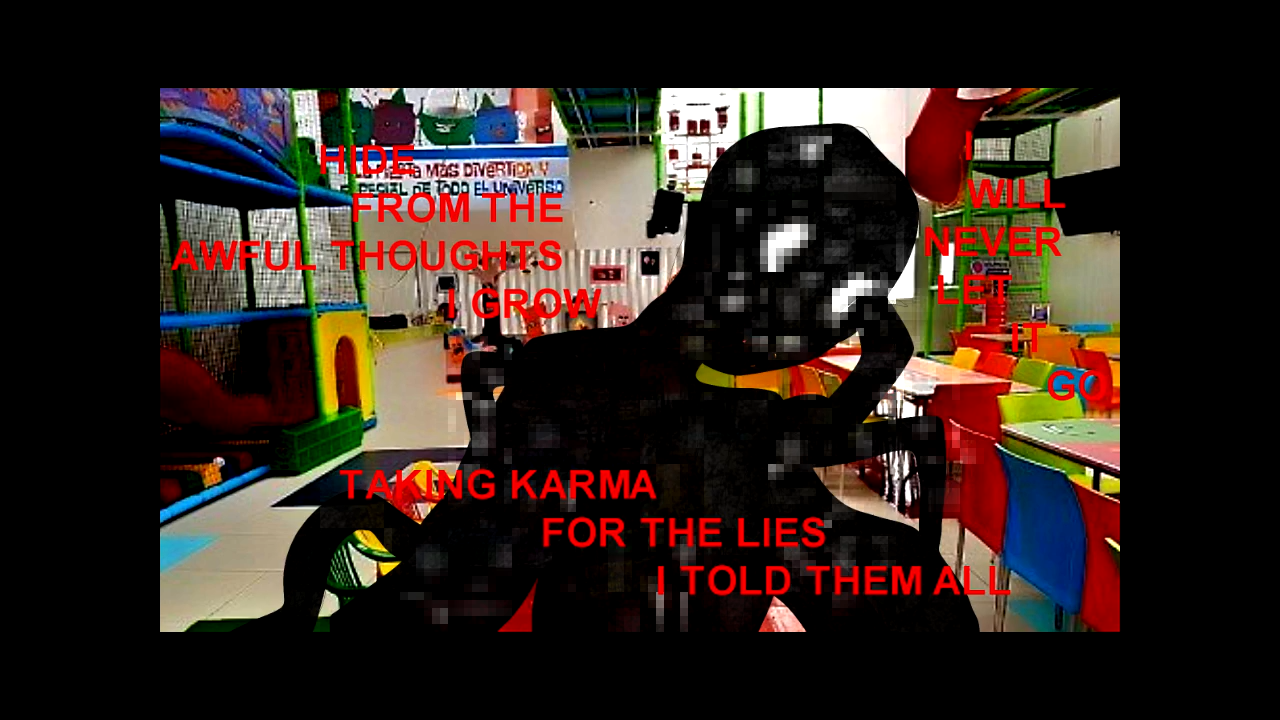 HIDE
FROM THE
AWFUL THOUGHTS
I GROW
I
WILL
NEVER
LET
IT
GO
MÁS DIVERTIDA Y
ESPECIAL DE TODO EL UNIVERSO
TAKING KARMA
FOR THE LIES
I TOLD THEM ALL